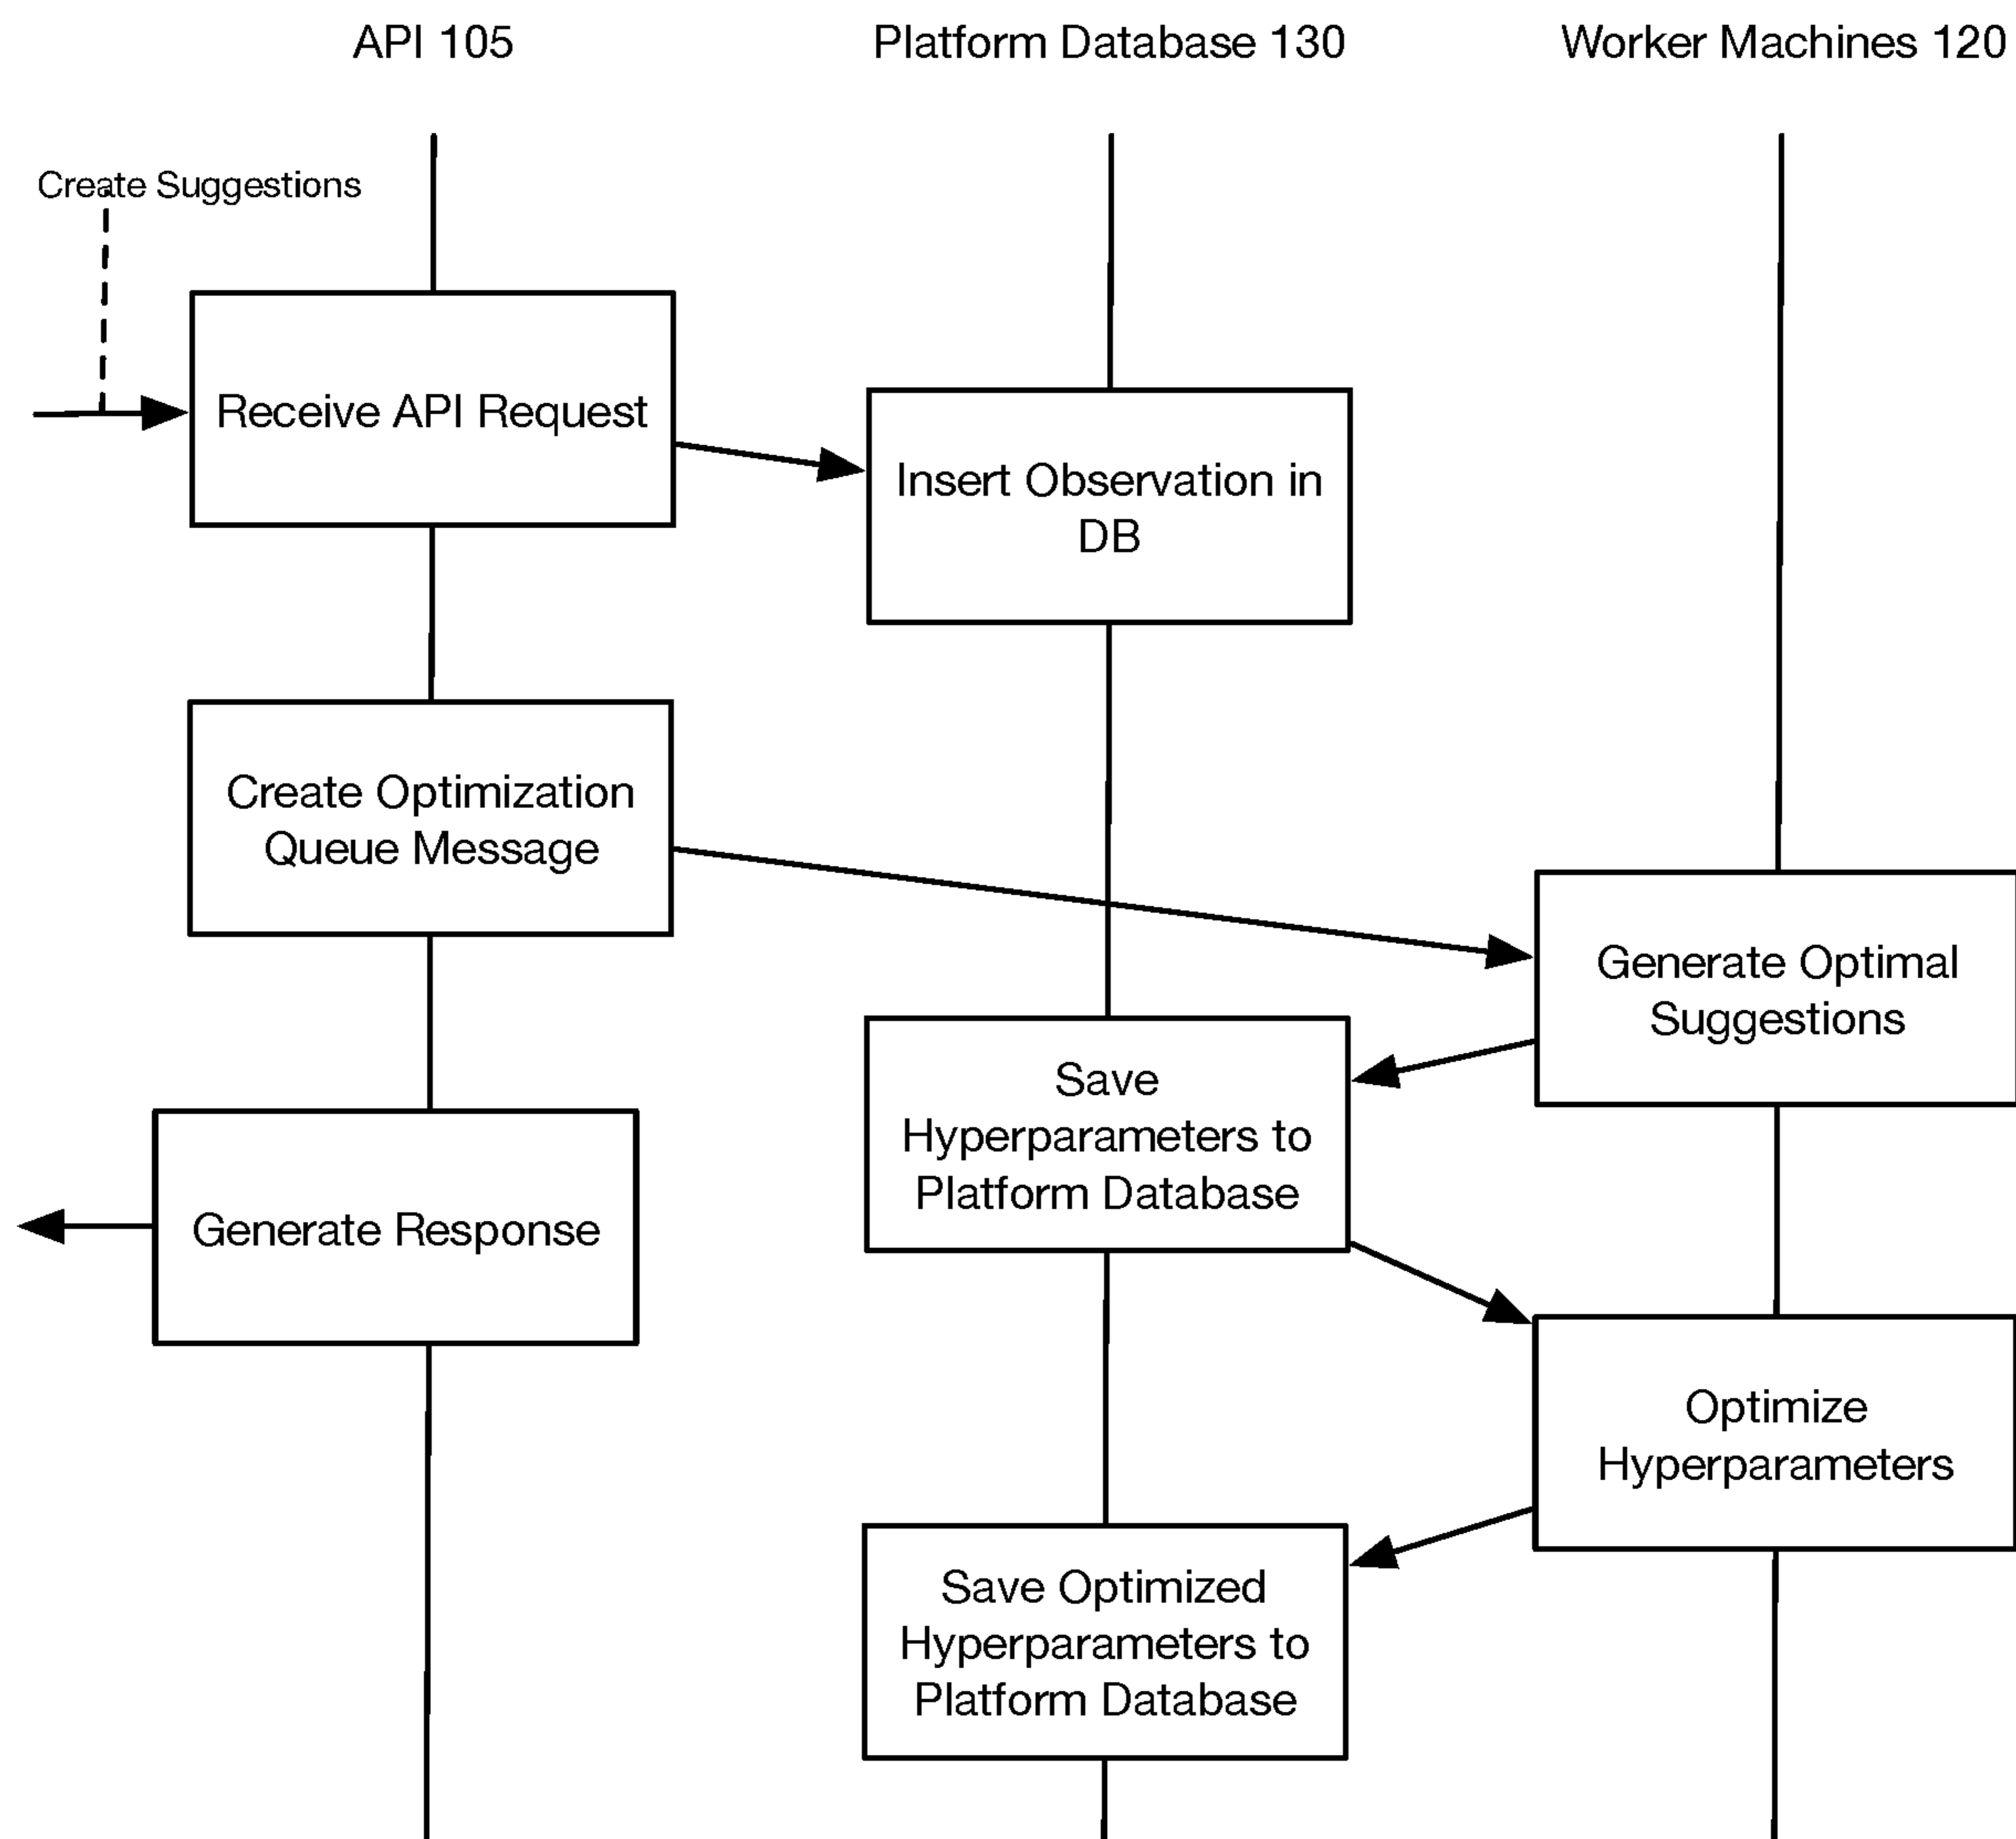 API 105
Platform Database 130
Worker Machines 120
Create Suggestions
Receive API Request
Insert Observation in
DB
Create Optimization
Queue Message
Generate Optimal
Suggestions
Save
Hyperparameters to
Platform Database
Generate Response
Optimize
Hyperparameters
Save Optimized
Hyperparameters to
Platform Database